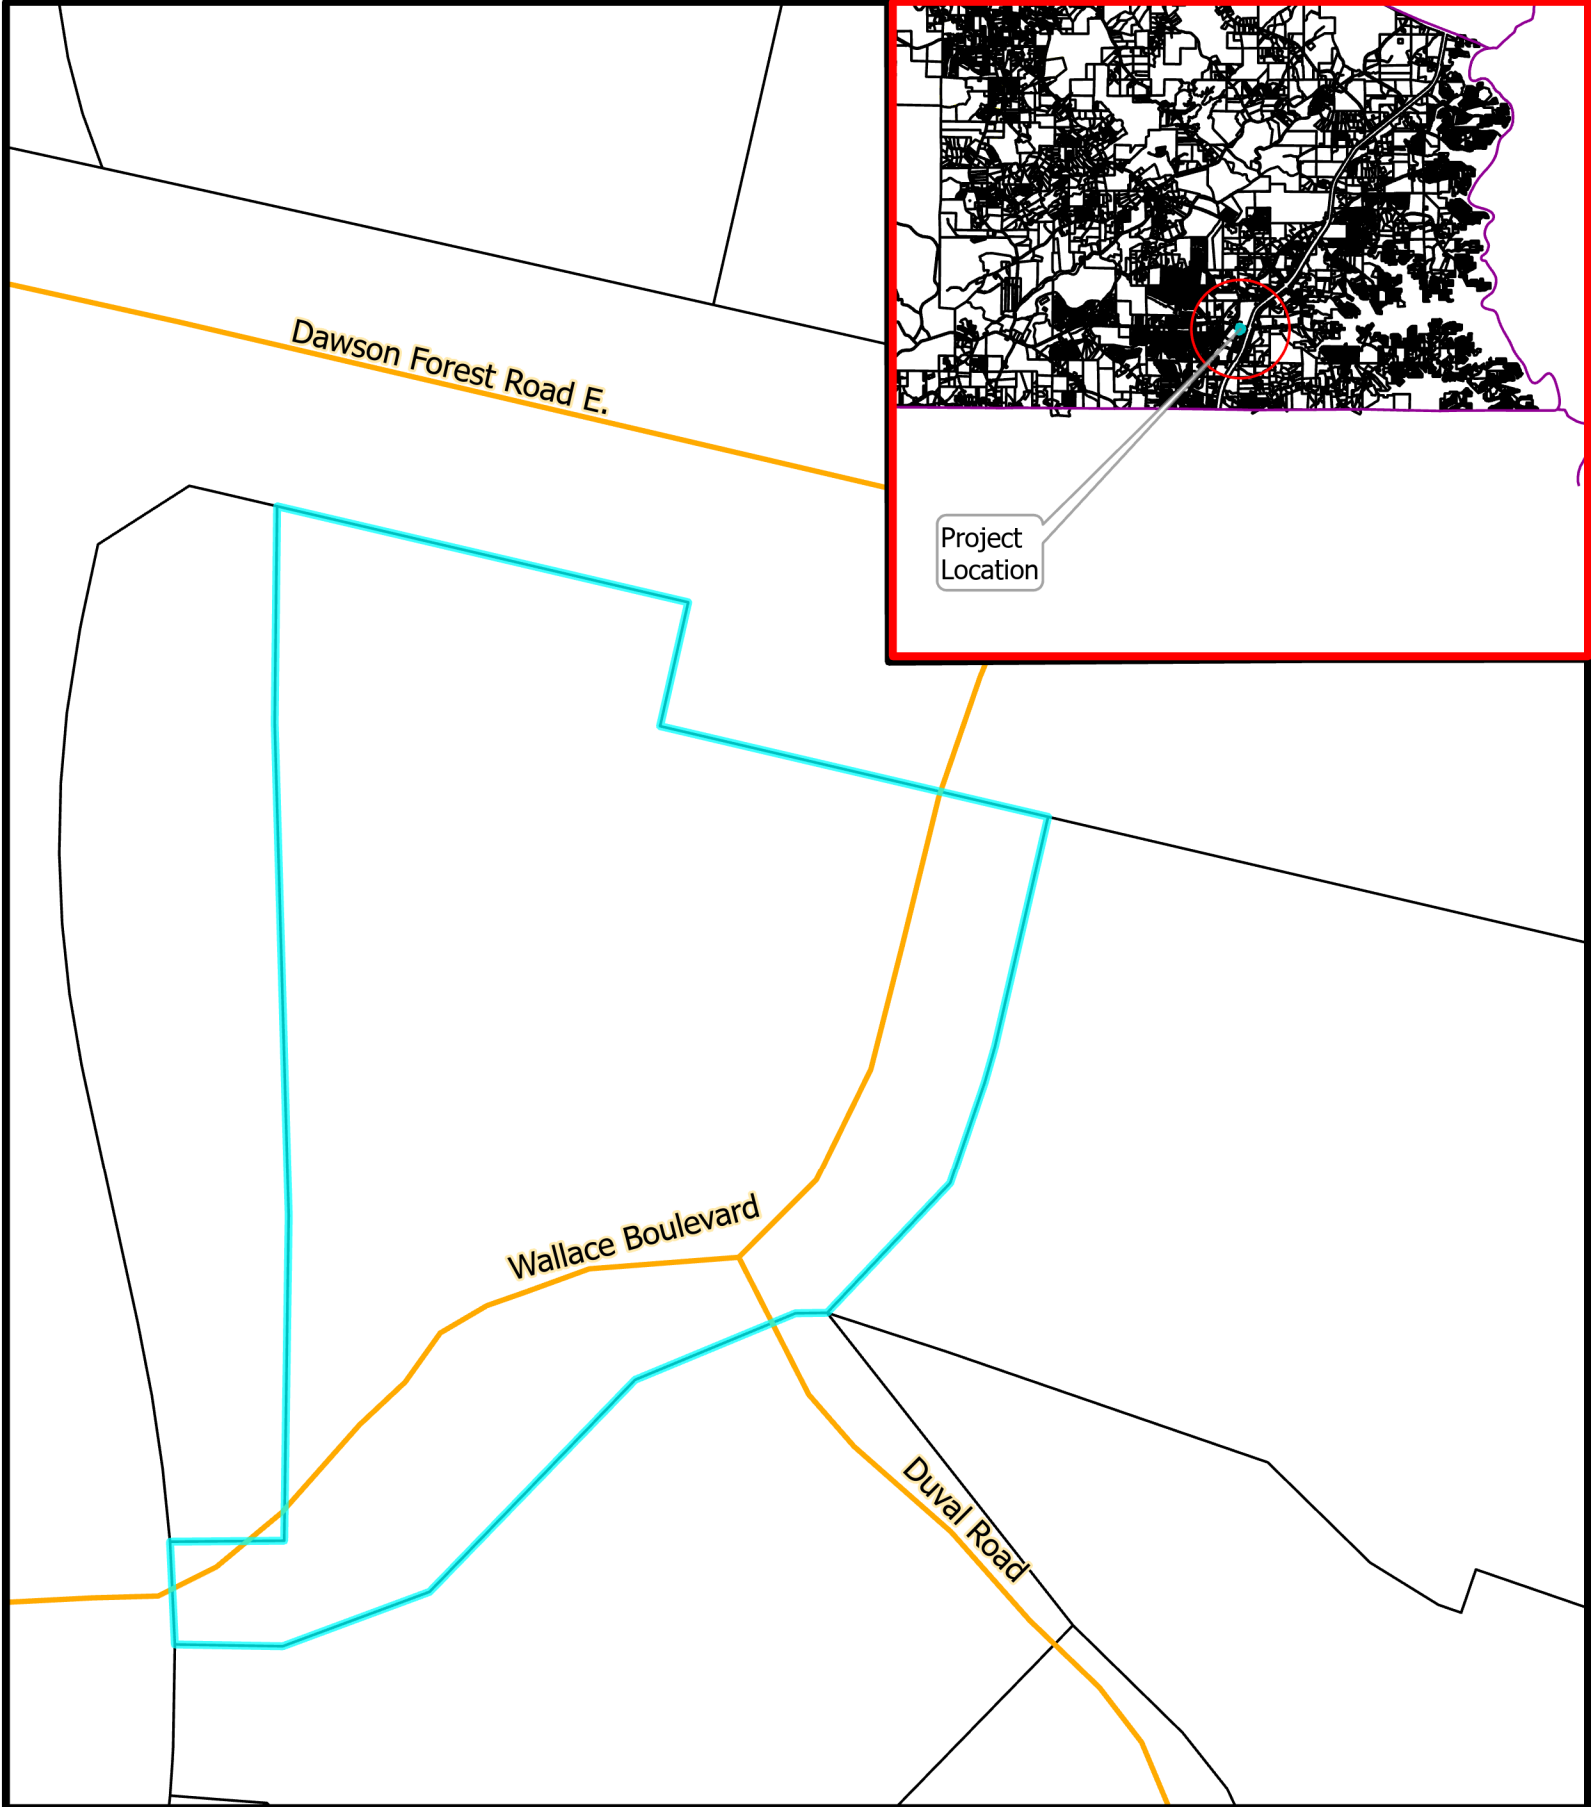 Dawson Forest Road E.
Project
Location
Wallace Boulevard
Duval Road